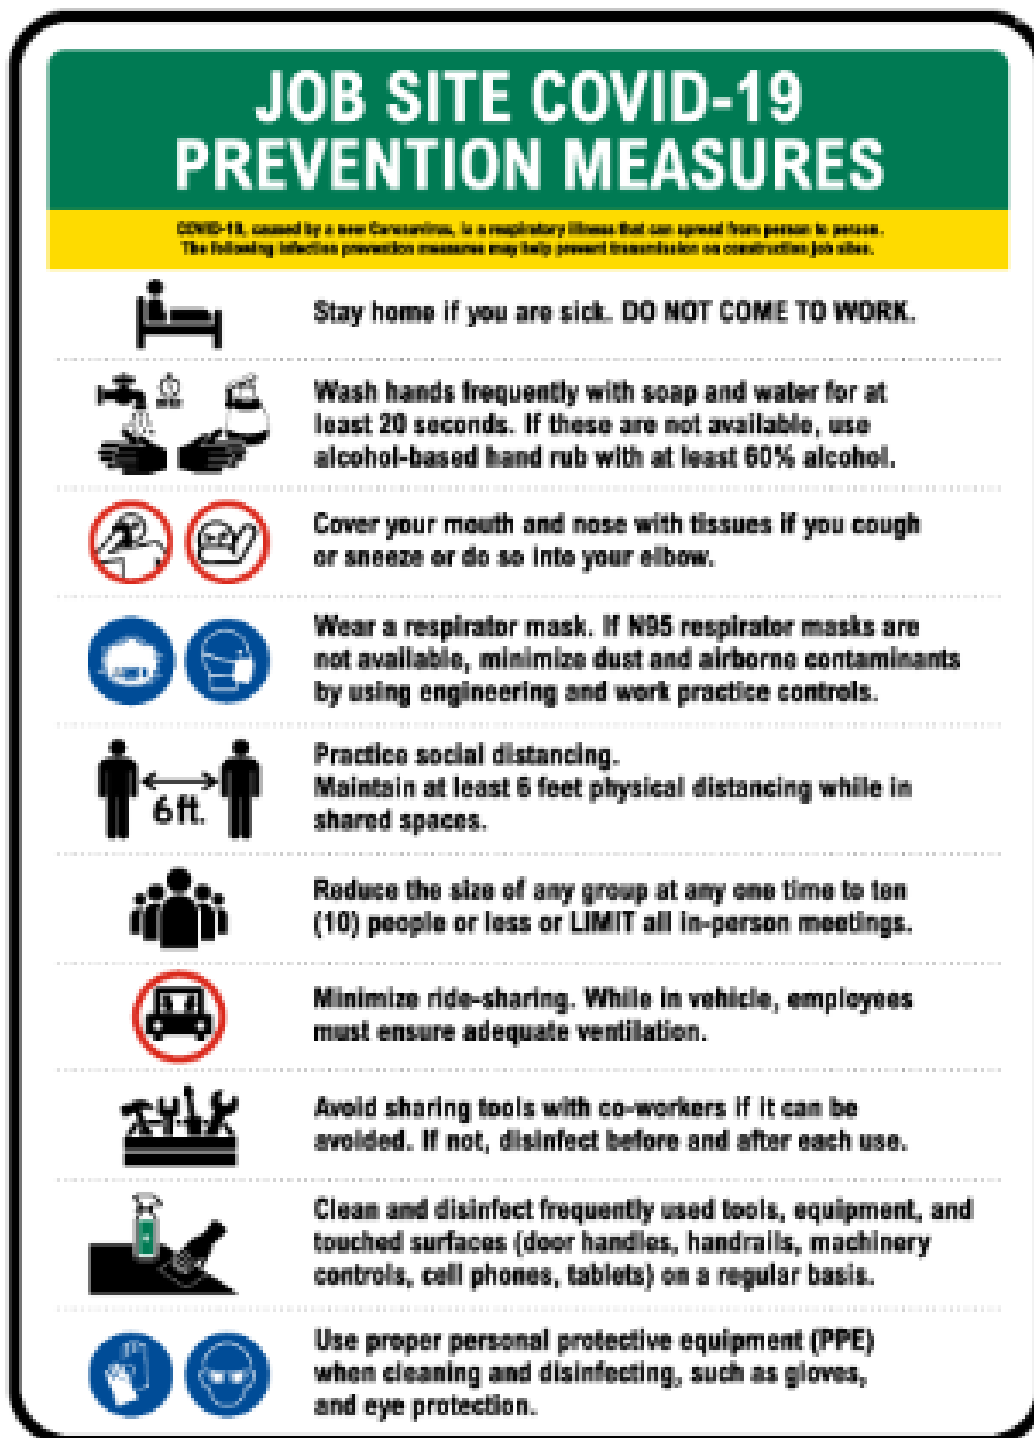 JOB SITE COVID-19
PREVENTION MEASURES
COVID-19, caused by a new Coronavirus, is a respiratory illness that can spread from person to person.
The following infection prevention measures may help prevent transmission on construction job sites.
Stay home if you are sick. DO NOT COME TO WORK.
Wash hands frequently with soap and water for at
least 20 seconds. If these are not available, use
alcohol-based hand rub with at least 60% alcohol.
Cover your mouth and nose with tissues if you cough
or sneeze or do so into your elbow.
Wear a respirator mask. If N95 respirator masks are
not available, minimize dust and airborne contaminants
by using engineering and work practice controls.
6 ft.
Practice social distancing.
Maintain at least 6 feet physical distancing while in
shared spaces.
Reduce the size of any group at any one time to ten
(10) people or less or LIMIT all in-person meetings.
Minimize ride-sharing. While in vehicle, employees
must ensure adequate ventilation.
Avoid sharing tools with co-workers if it can be
avoided. If not, disinfect before and after each use.
Clean and disinfect frequently used tools, equipment, and
touched surfaces (door handles, handrails, machinery
controls, cell phones, tablets) on a regular basis.
Use proper personal protective equipment (PPE)
when cleaning and disinfecting, such as gloves,
and eye protection.